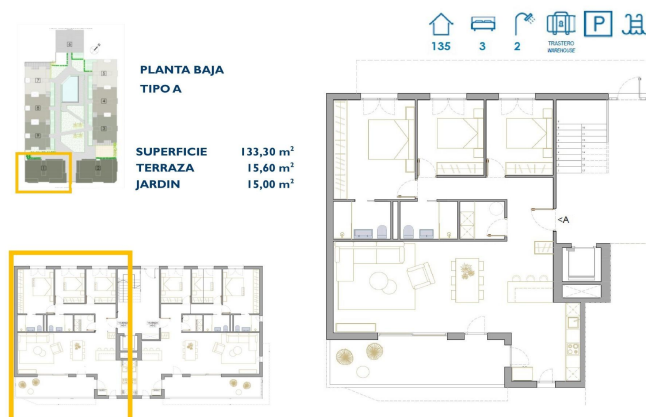 135
3
2
TRASTERO
WAREHOUSE
P
PLANTA BAJA
TIPO A
SUPERFICIE 133,30 m²
TERRAZA 15,60 m²
JARDIN 15,00 m²
<A